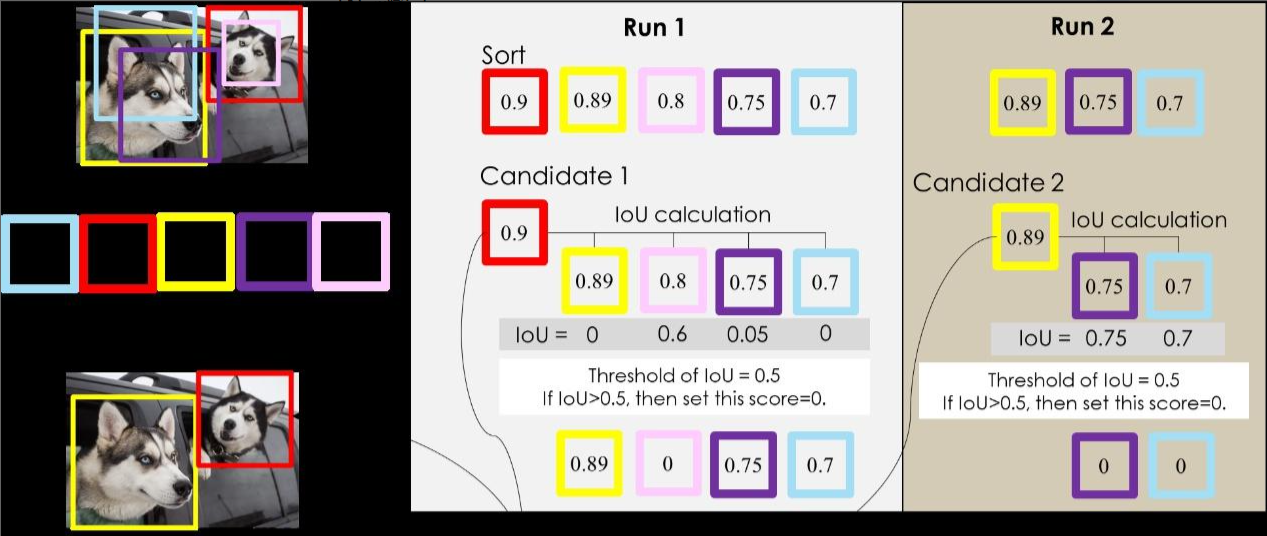 Run 1
Sort
0.9 0.89 0.8 0.75 0.7
Candidate 1
IoU calculation
0.9
0.89 0.8 0.75 0.7
IoU = 0 0.6 0.05 0
Threshold of IoU = 0.5
If IoU>0.5, then set this score=0.
0.89 0 0.75 0.7
Run 2
0.89 0.75 0.7
Candidate 2
IoU calculation
0.89
0.75 0.7
IoU = 0.75 0.7
Threshold of IoU = 0.5
If IoU>0.5, then set this score=0.
0 0